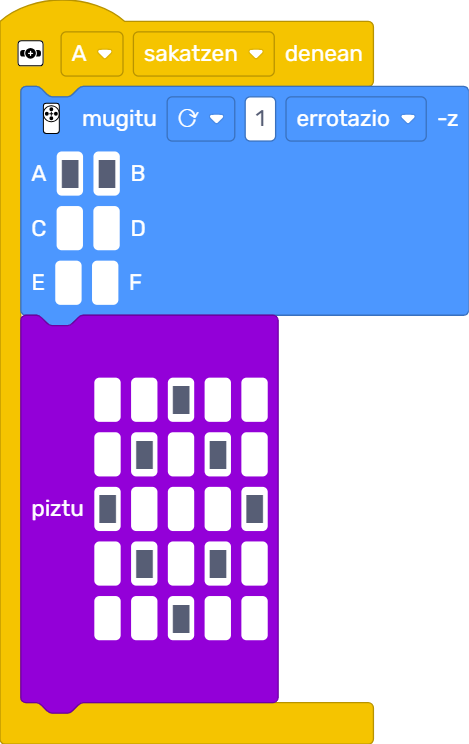 A sakatzen denean
mugitu 1 errotazio -z
A B
C D
E F
piztu